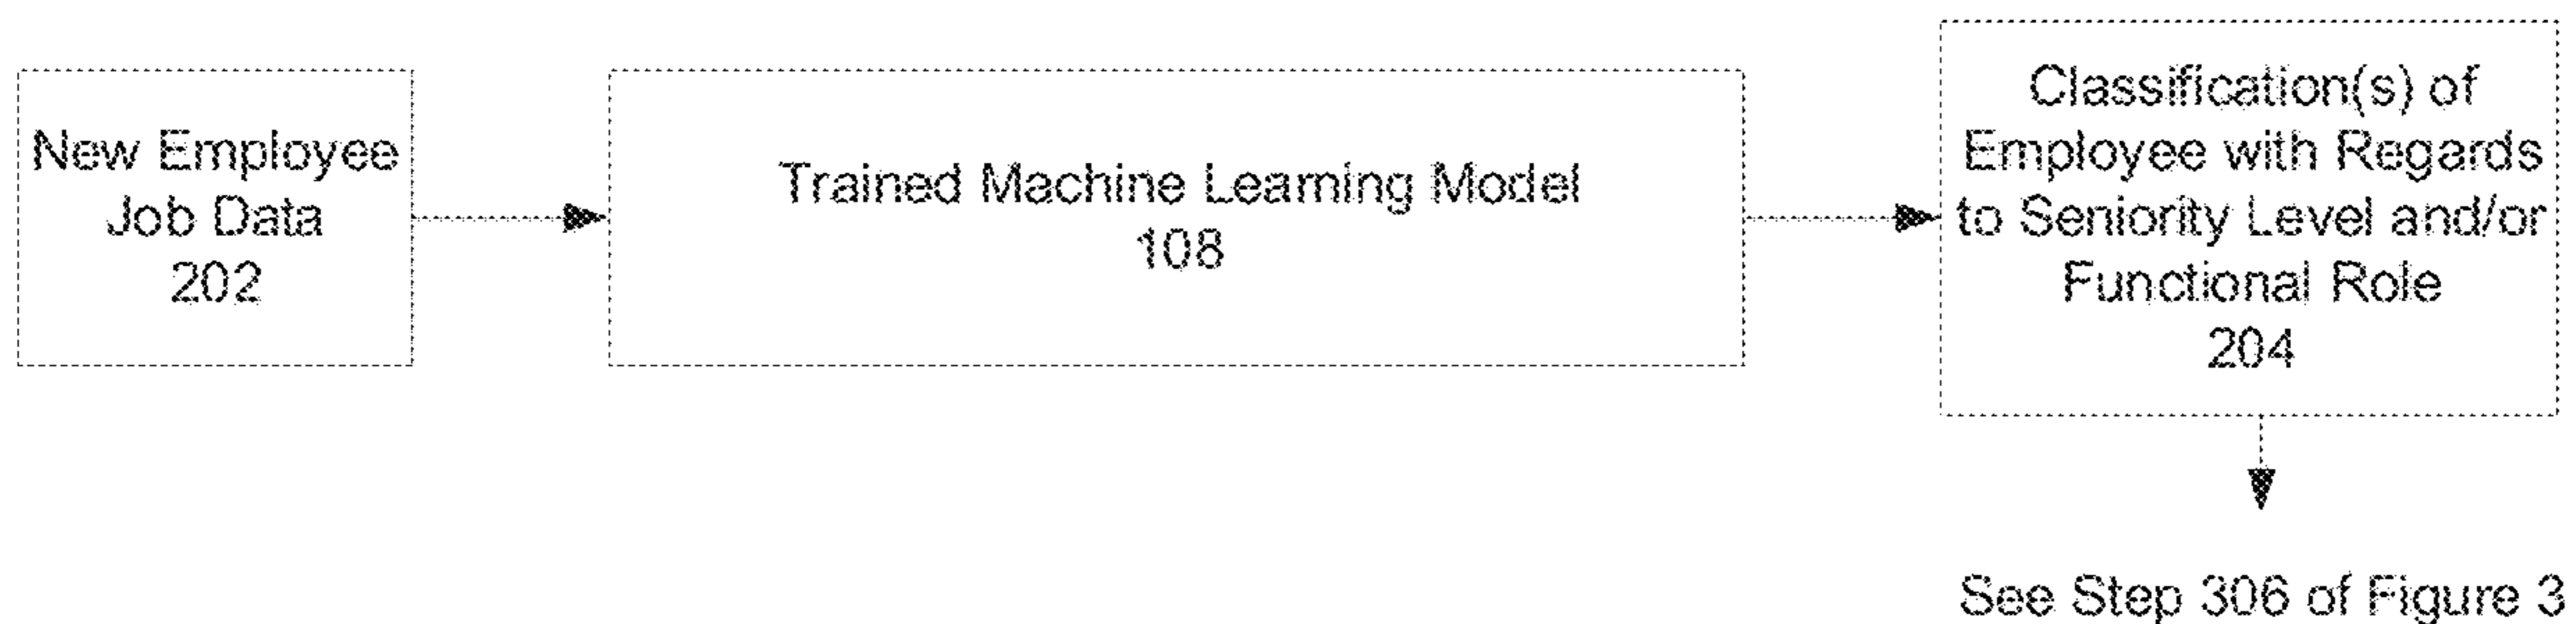 New Employee
Job Data
202
Trained Machine Learning Model
108
Classification(s) of
Employee with Regards
to Seniority Level and/or
Functional Role
204
See Step 306 of Figure 3